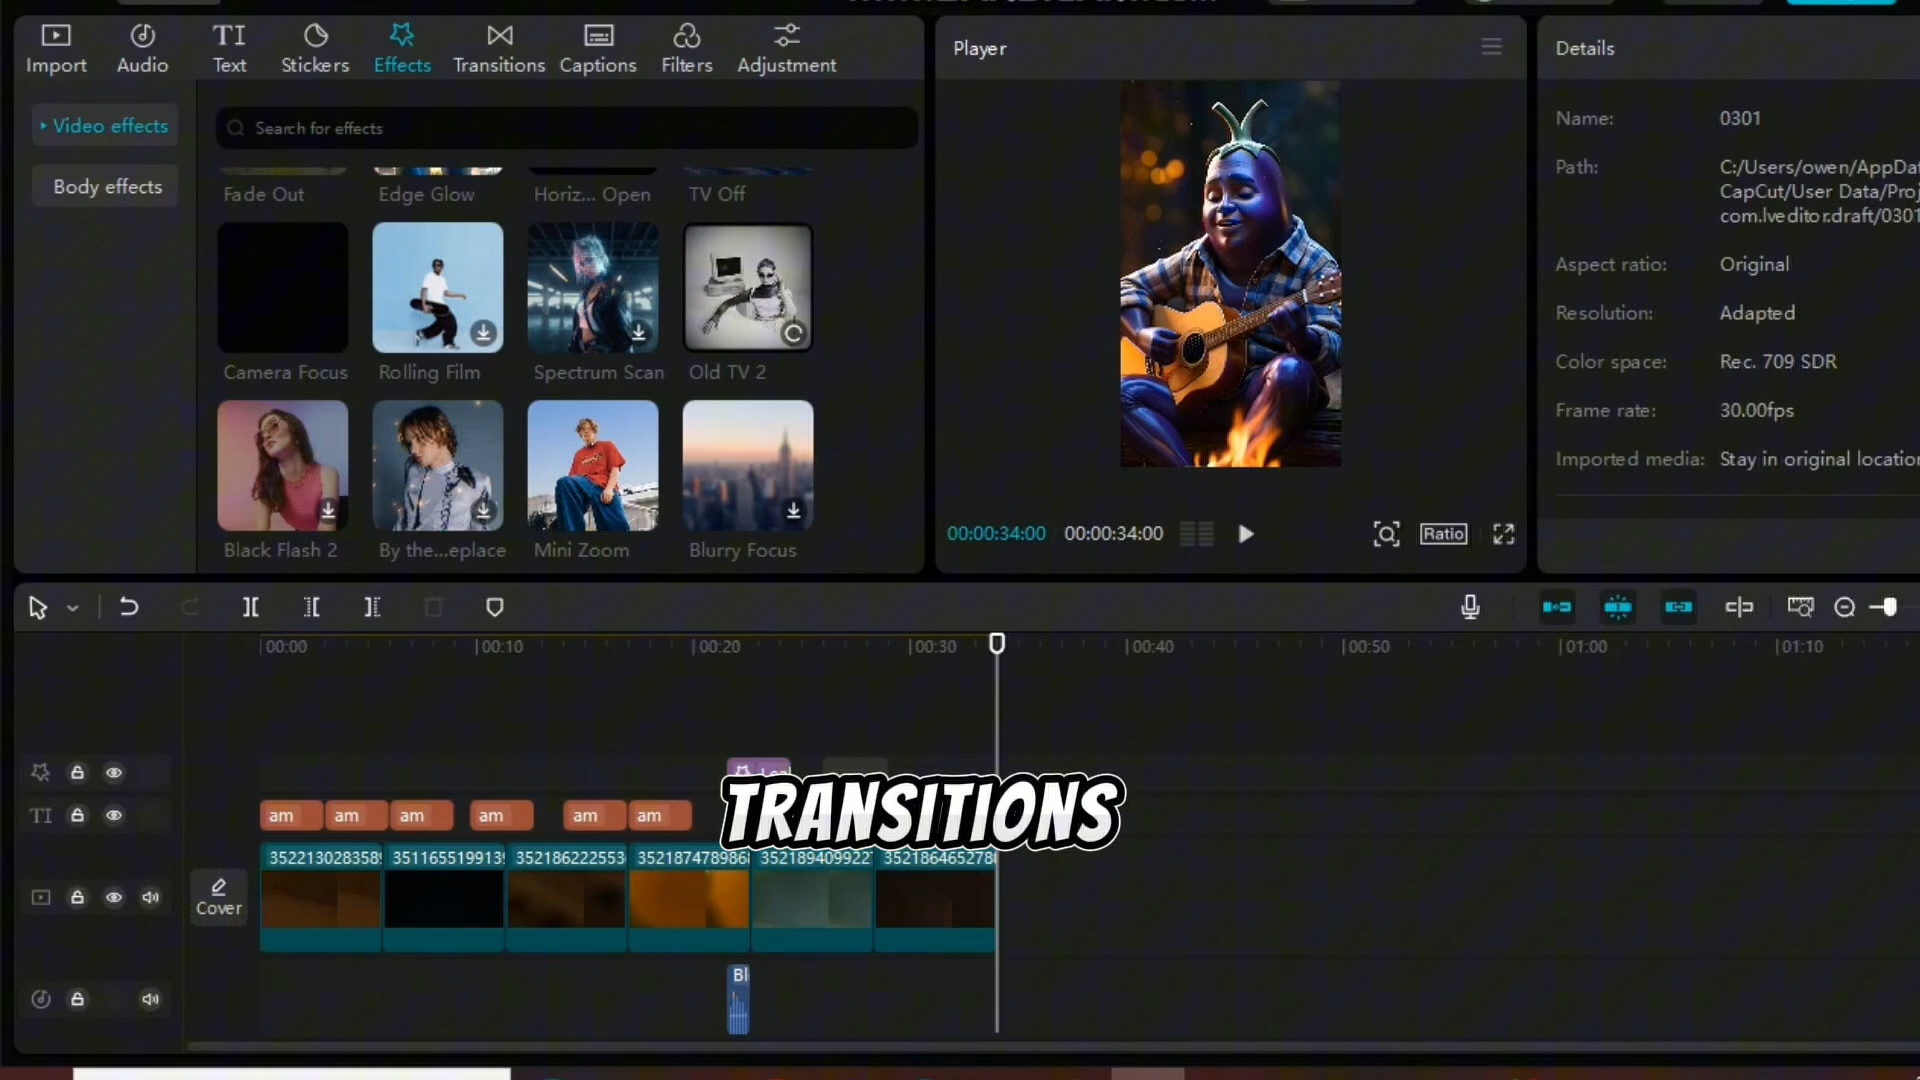 Import Audio Text Stickers Effects Transitions Captions Filters Adjustment
Video effects
Body effects
Search for effects
Fade Out Edge Glow Horiz... Open TV Off
Camera Focus Rolling Film Spectrum Scan Old TV 2
Black Flash 2 By the...eplace Mini Zoom Blurry Focus
Player
00:00:34:00 00:00:34:00 Ratio
Details
Name: 0301
Path: C:/Users/owen/AppDat
CapCut/User Data/Proj
com.lveditor.draft/0301
Aspect ratio: Original
Resolution: Adapted
Color space: Rec. 709 SDR
Frame rate: 30.00fps
Imported media: Stay in original location
00:00 00:10 00:20 00:30 00:40 00:50 01:00 01:10
TI am am am am am am
TRANSITIONS
Cover
352213028358 351165519913 352186222553 352187478986 352189409922 352186465278
Bl